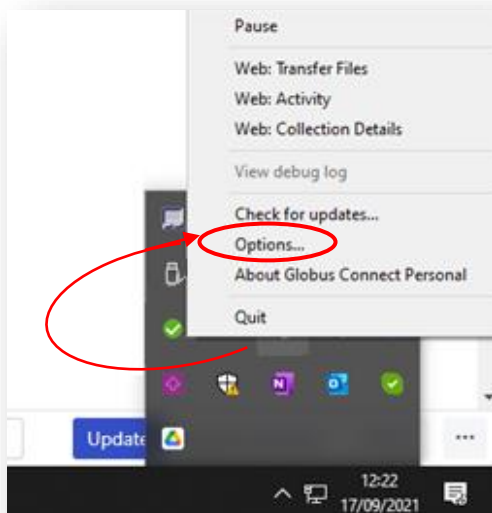 Pause
Web: Transfer Files
Web: Activity
Web: Collection Details
View debug log
Check for updates...
Options...
About Globus Connect Personal
Quit
Update
12:22
17/09/2021